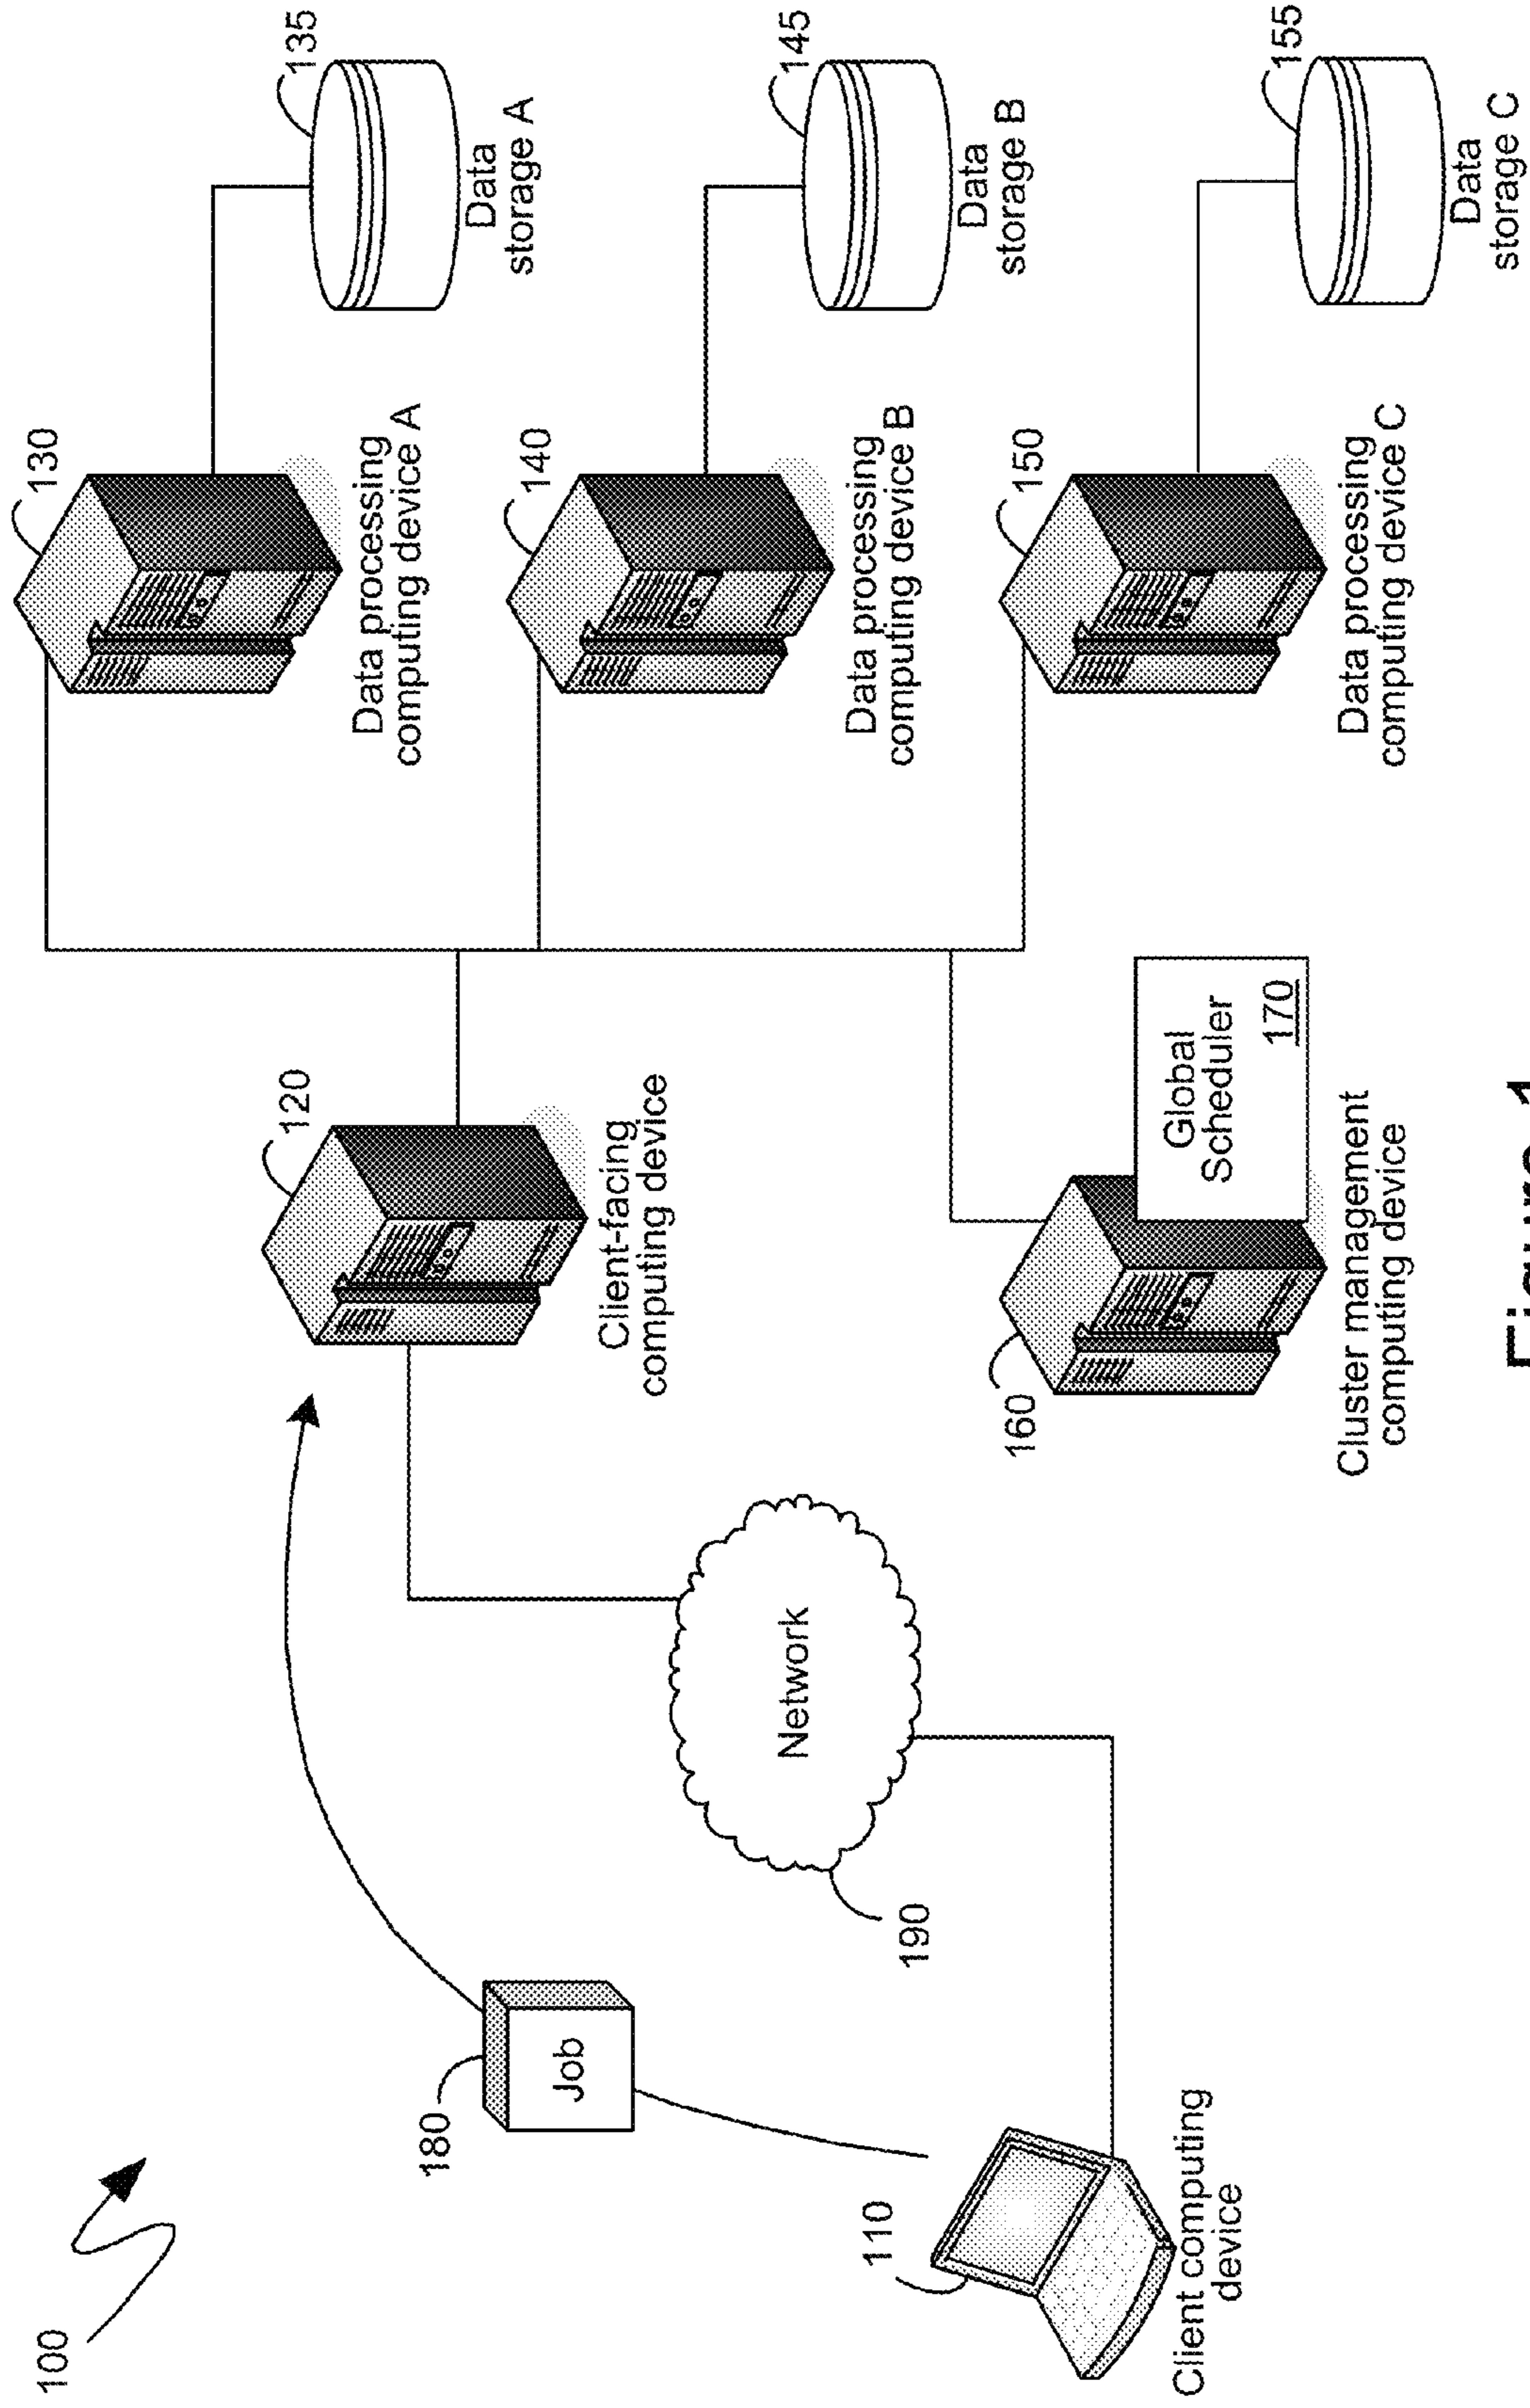 100
180
Job
110
Client computing
device
190
Network
120
Client-facing
computing device
160
Global
Scheduler
170
Cluster management
computing device
130
Data processing
computing device A
135
Data
storage A
140
Data processing
computing device B
145
Data
storage B
150
Data processing
computing device C
155
Data
storage C
Figure 1